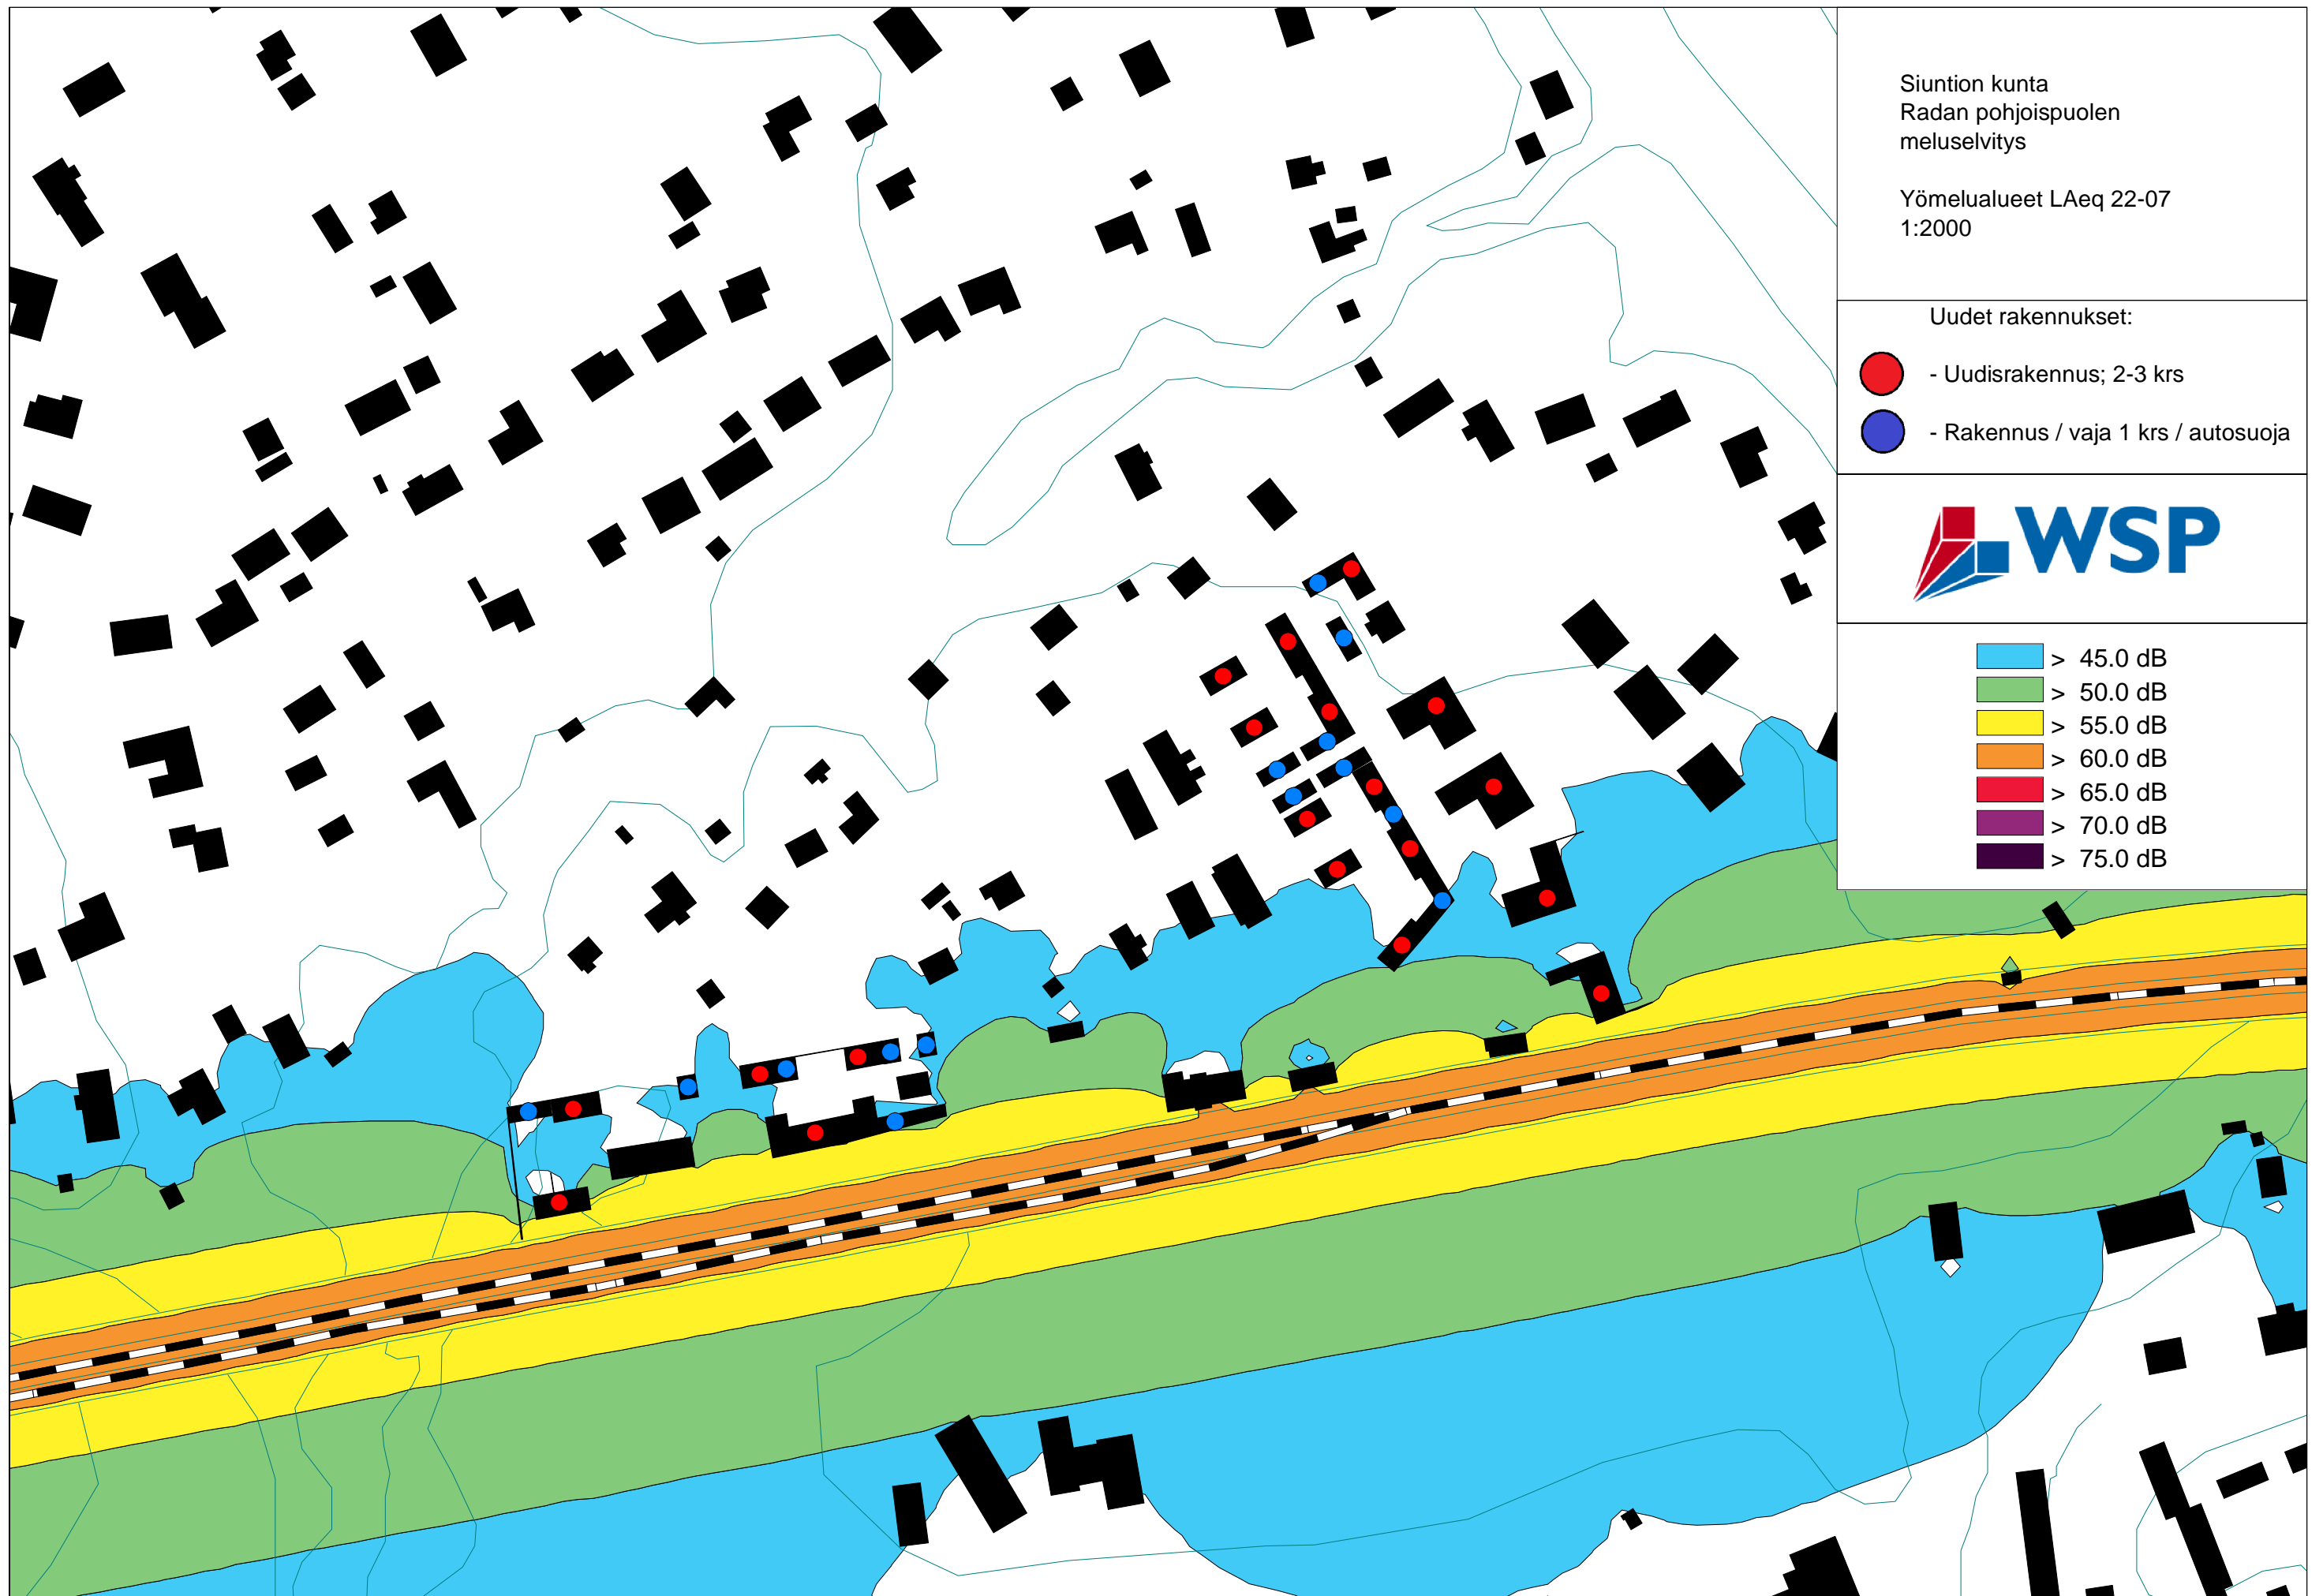 Siuntion kunta
Radan pohjoispuolen
meluselvitys
Yömelualueet LAeq 22-07
1:2000
Uudet rakennukset:
- Uudisrakennus; 2-3 krs
- Rakennus / vaja 1 krs / autosuoja
WSP
> 45.0 dB
> 50.0 dB
> 55.0 dB
> 60.0 dB
> 65.0 dB
> 70.0 dB
> 75.0 dB